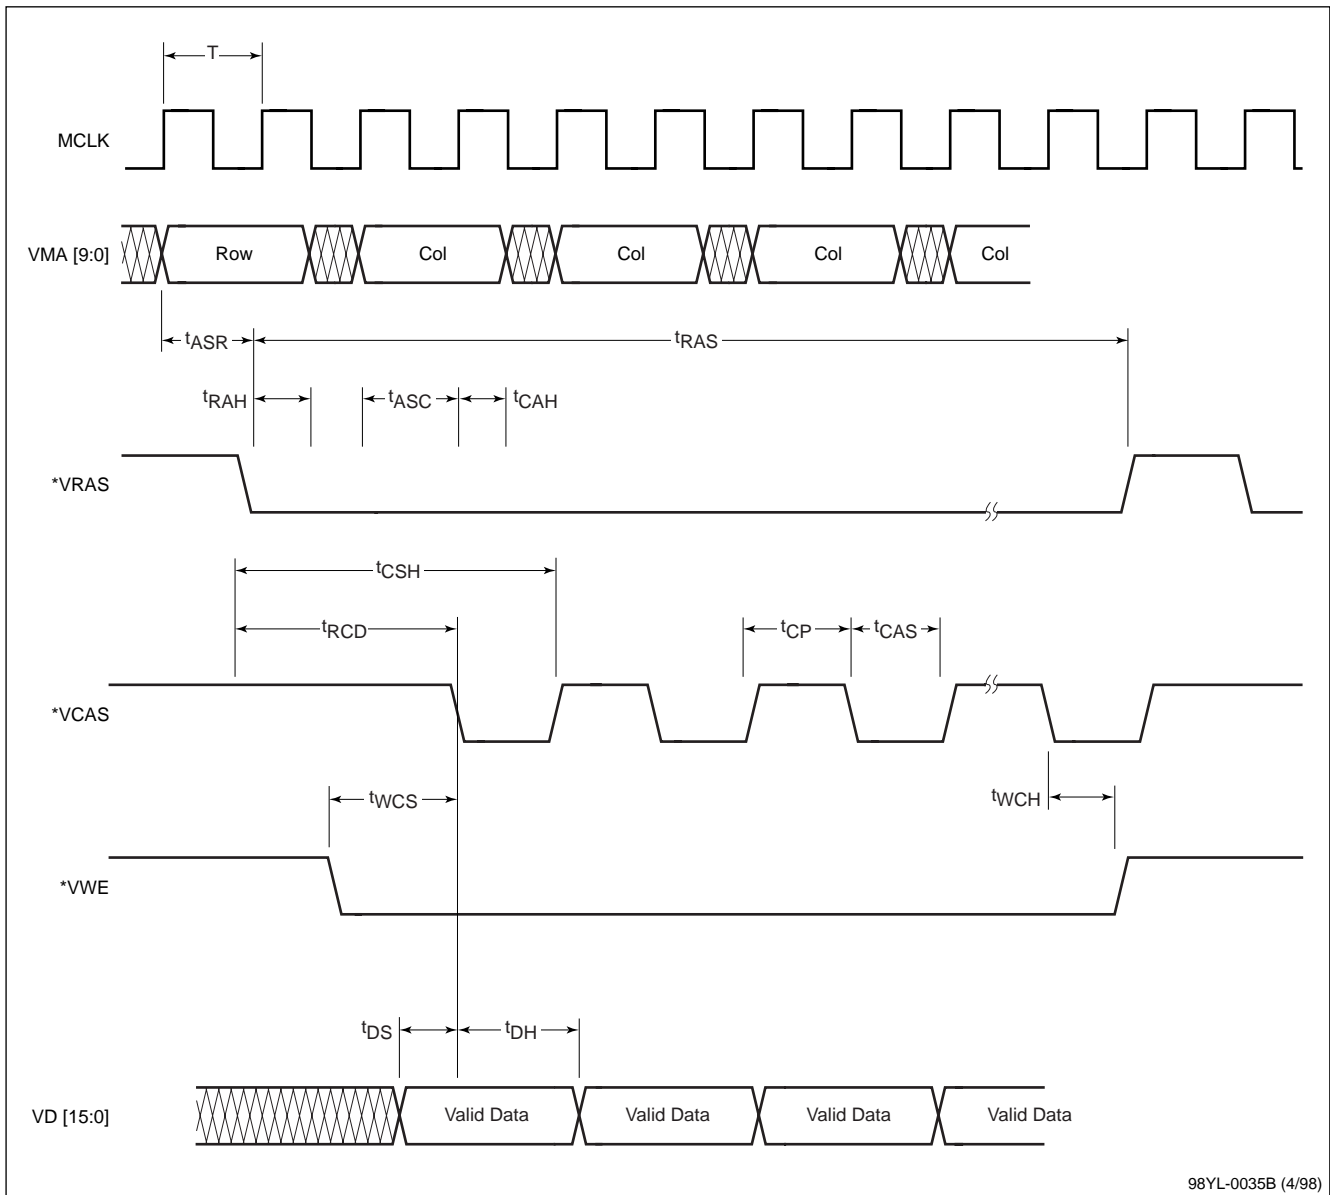 T
MCLK
VMA [9:0]
Row
Col
Col
Col
Col
tASR
tRAS
tRAH
tASC
tCAH
*VRAS
tCSH
tRCD
tCP
tCAS
*VCAS
tWCS
tWCH
*VWE
tDS
tDH
VD [15:0]
Valid Data
Valid Data
Valid Data
Valid Data
98YL-0035B (4/98)